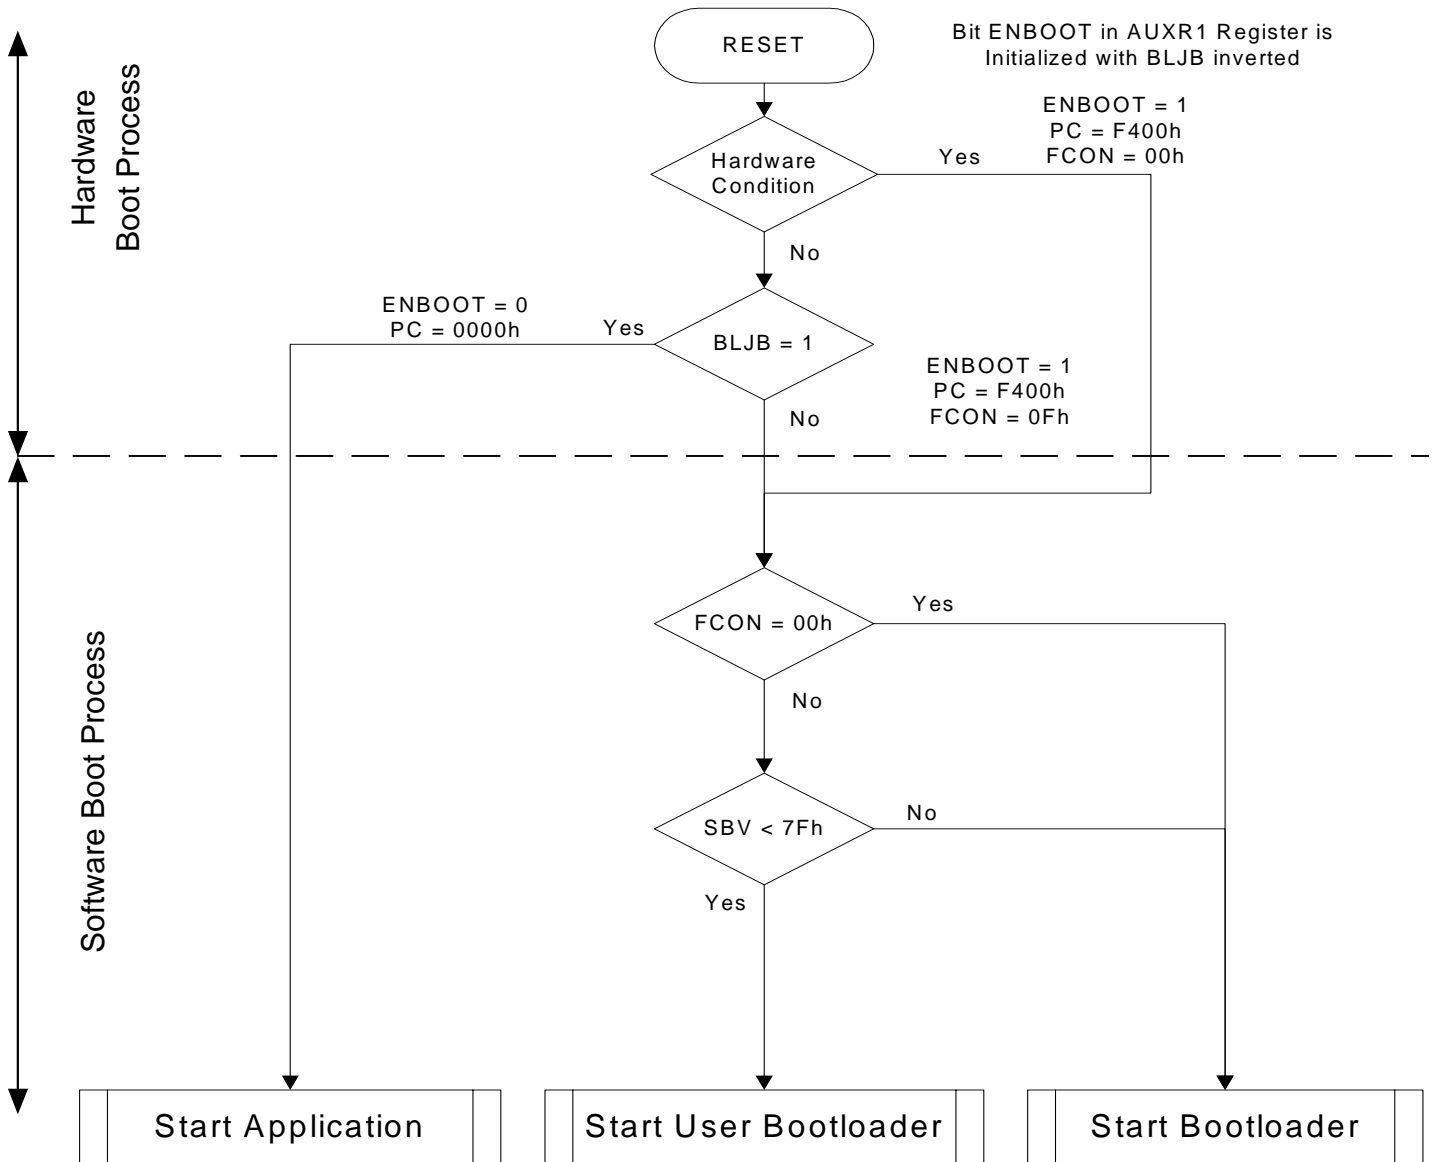 RESET
Bit ENBOOT in AUXR1 Register is
Initialized with BLJB inverted
Hardware
Boot Process
ENBOOT = 1
PC = F400h
FCON = 00h
Hardware
Condition
Yes
No
ENBOOT = 0
PC = 0000h
Yes
BLJB = 1
ENBOOT = 1
PC = F400h
FCON = 0Fh
No
Software Boot Process
FCON = 00h
Yes
No
SBV < 7Fh
No
Yes
Start Application
Start User Bootloader
Start Bootloader